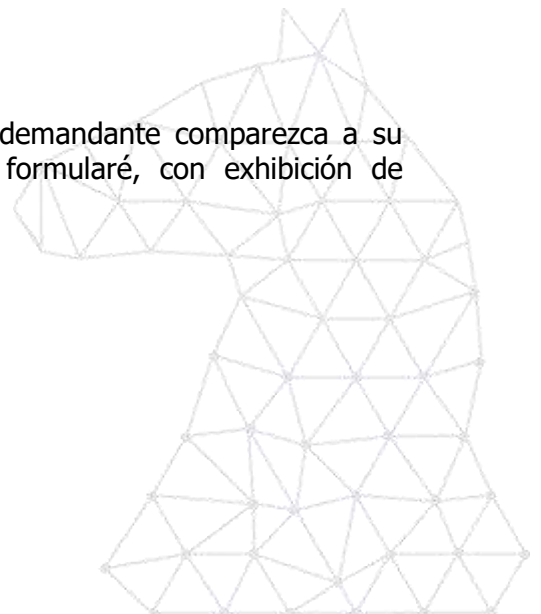 demandante comparezca a su
formularé, con exhibición de